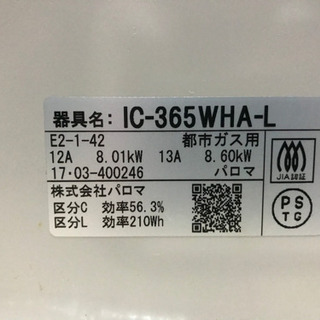 器具名: IC-365WHA-L
E2-1-42 都市ガス用
12A 8.01kW 13A 8.60kW
17・03-400246 パロマ
株式会社パロマ
区分C 効率56.3%
区分L 効率210Wh
JIA認証
PS
TG